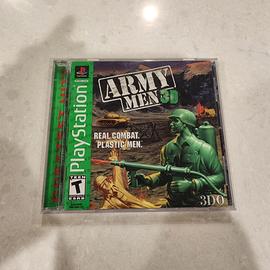 PlayStation
ARMY
MEN 3D
REAL COMBAT.
PLASTIC MEN.
T
TEEN
3DO